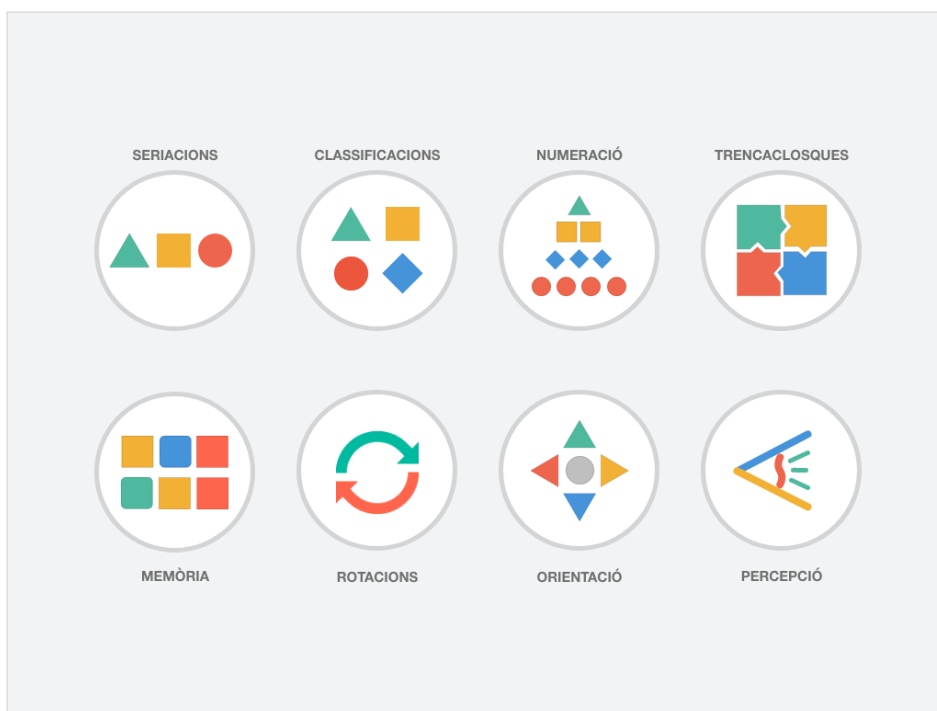 SERIACIONS
CLASSIFICACIONS
NUMERACIÓ
TRENCACLOSQUES
MEMÒRIA
ROTACIONS
ORIENTACIÓ
PERCEPCIÓ